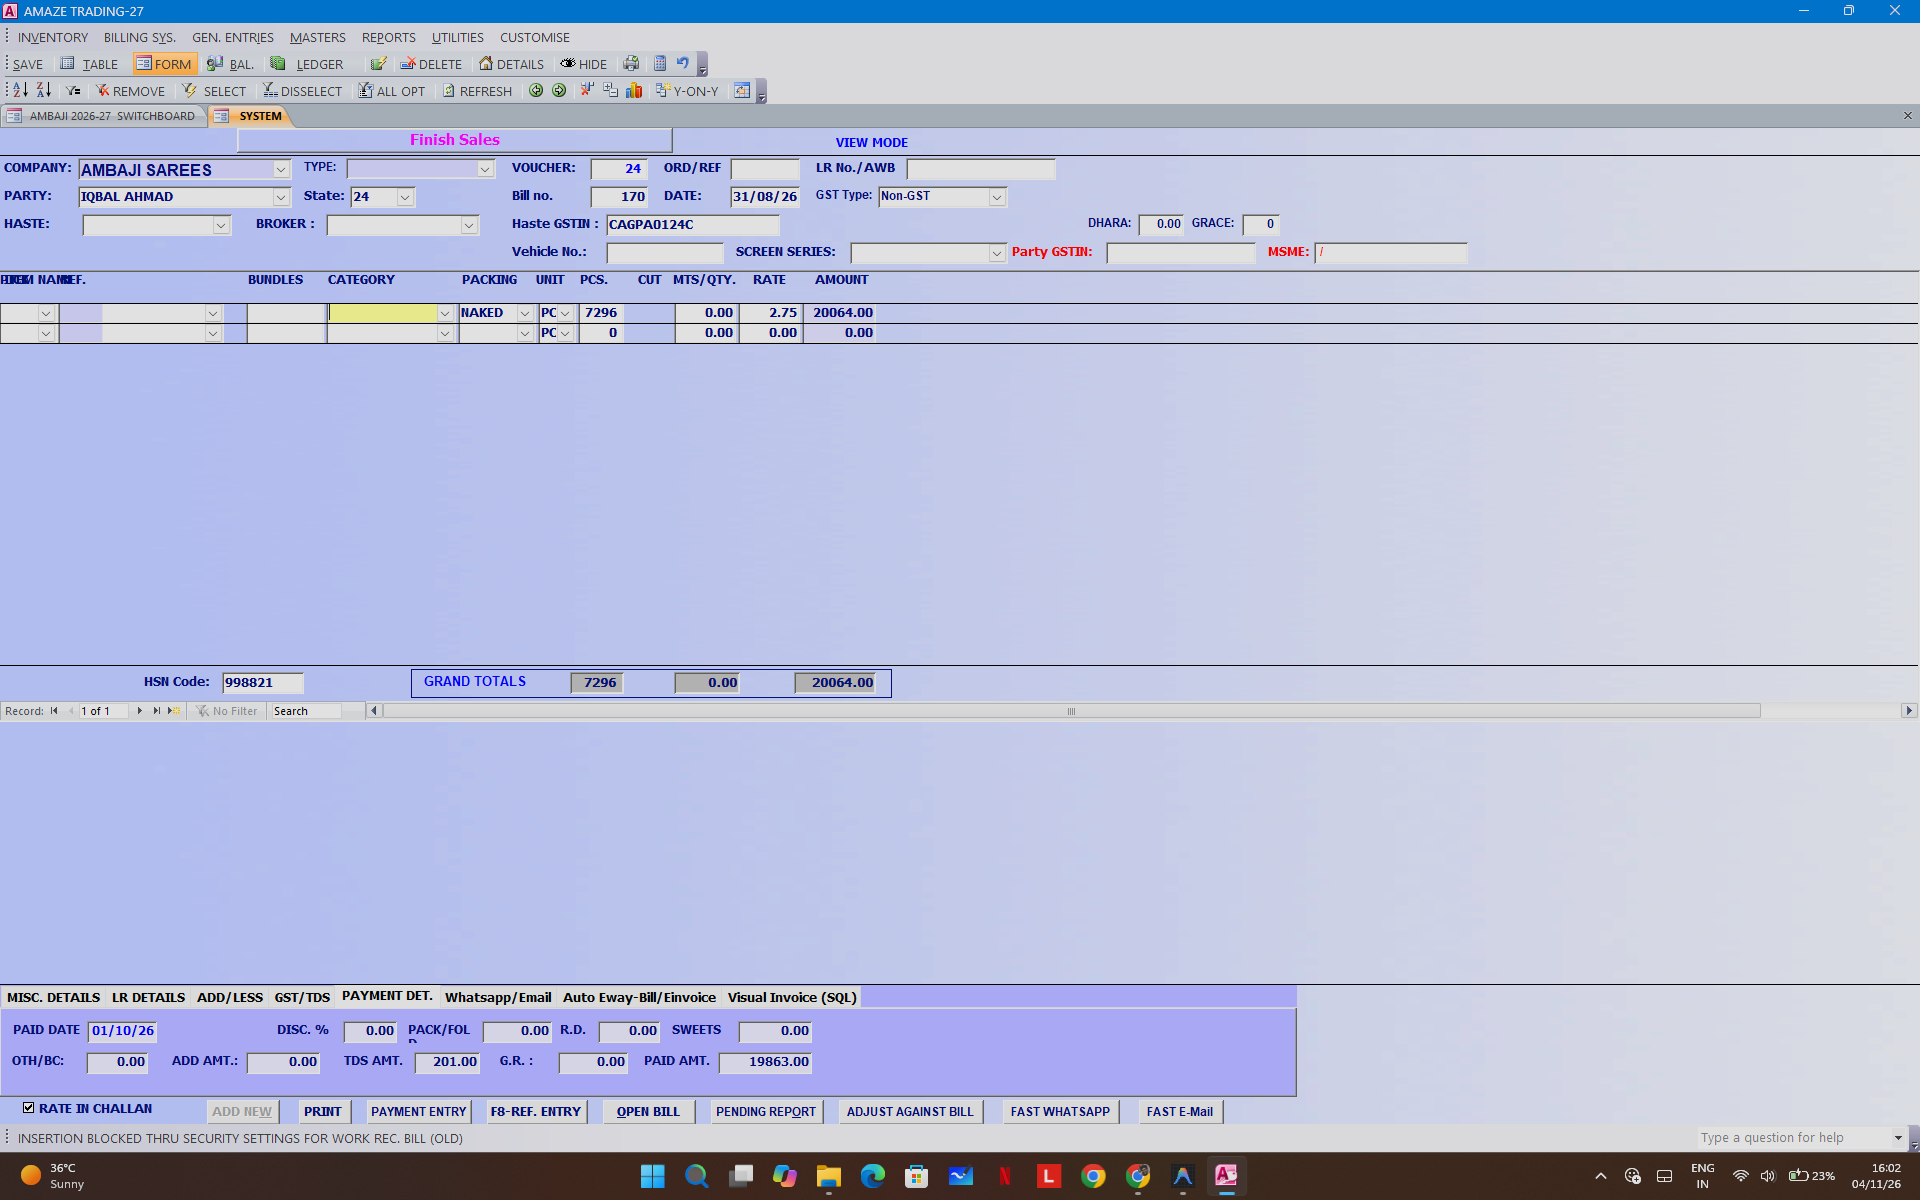 AMAZE TRADING-27
INVENTORY BILLING SYS. GEN. ENTRIES MASTERS REPORTS UTILITIES CUSTOMISE
SAVE TABLE FORM BAL. LEDGER DELETE DETAILS HIDE
REMOVE SELECT DISSELECT ALL OPT REFRESH Y-ON-Y
AMBAJI 2026-27 SWITCHBOARD SYSTEM
Finish Sales VIEW MODE
COMPANY: AMBAJI SAREES TYPE: VOUCHER: 24 ORD/REF LR No./AWB
PARTY: IQBAL AHMAD State: 24 Bill no. 170 DATE: 31/08/26 GST Type: Non-GST
HASTE: BROKER : Haste GSTIN : CAGPA0124C DHARA: 0.00 GRACE: 0
Vehicle No.: SCREEN SERIES: Party GSTIN: MSME: /
BUNDLES CATEGORY PACKING UNIT PCS. CUT MTS/QTY. RATE AMOUNT
NAKED PC 7296 0.00 2.75 20064.00
PC 0 0.00 0.00 0.00
HSN Code: 998821 GRAND TOTALS 7296 0.00 20064.00
Record: 1 of 1 No Filter Search
MISC. DETAILS LR DETAILS ADD/LESS GST/TDS PAYMENT DET. Whatsapp/Email Auto Eway-Bill/Einvoice Visual Invoice (SQL)
PAID DATE 01/10/26 DISC. % 0.00 PACK/FOL 0.00 R.D. 0.00 SWEETS 0.00
OTH/BC: 0.00 ADD AMT.: 0.00 TDS AMT. 201.00 G.R. : 0.00 PAID AMT. 19863.00
RATE IN CHALLAN ADD NEW PRINT PAYMENT ENTRY F8-REF. ENTRY OPEN BILL PENDING REPORT ADJUST AGAINST BILL FAST WHATSAPP FAST E-Mail
INSERTION BLOCKED THRU SECURITY SETTINGS FOR WORK REC. BILL (OLD) Type a question for help
36°C
Sunny
ENG
IN
23%
16:02
04/11/26